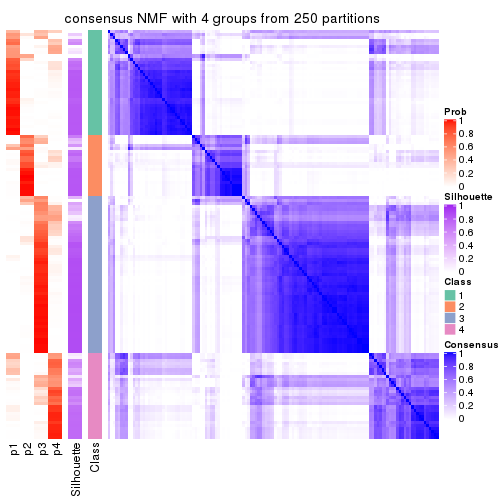 consensus NMF with 4 groups from 250 partitions
Prob
1
0.8
0.6
0.4
0.2
0
Silhouette
1
0.8
0.6
0.4
0.2
0
Class
1
2
3
4
Consensus
1
0.8
0.6
0.4
0.2
0
p1
p2
p3
p4
Silhouette
Class